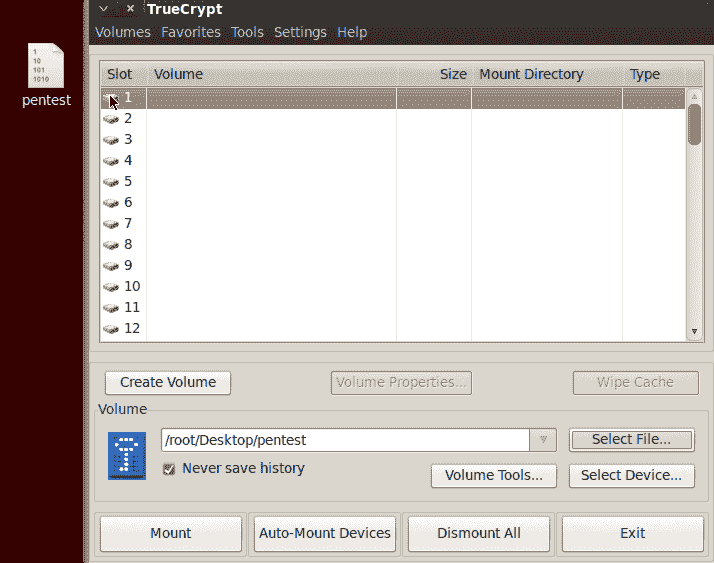 TrueCrypt
Volumes Favorites Tools Settings Help
1
10
101
1010
pentest
Slot Volume Size Mount Directory Type
1
2
3
4
5
6
7
8
9
10
11
12
Create Volume Volume Properties... Wipe Cache
Volume
/root/Desktop/pentest Select File...
Never save history
Volume Tools... Select Device...
Mount Auto-Mount Devices Dismount All Exit